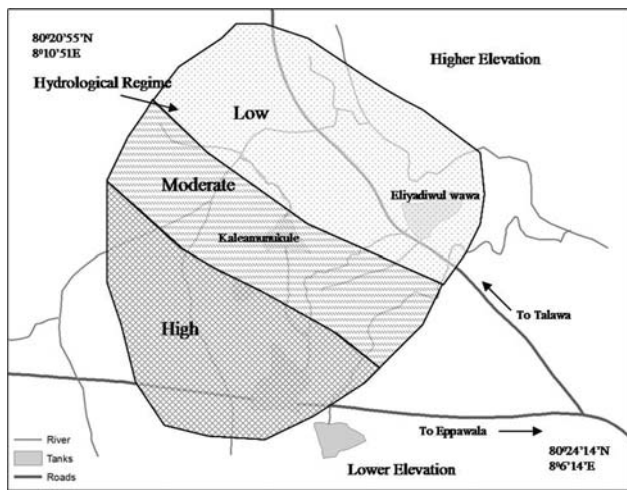 80°20'55"N
8°10'51E
Higher Elevation
Hydrological Regime
Low
Moderate
Eliyadiwul wawa
Kaleamunukule
High
To Talawa
River
Tanks
Roads
To Eppawala
Lower Elevation
80°24'14"N
8°6'14"E